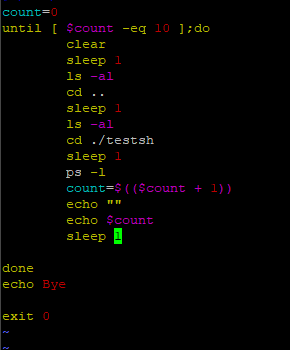 count=0
until [ $count -eq 10 ];do
clear
sleep 1
ls -al
cd ..
sleep 1
ls -al
cd ./testsh
sleep 1
ps -l
count=$(($count + 1))
echo ""
echo $count
sleep 1
done
echo Bye
exit 0
~
~